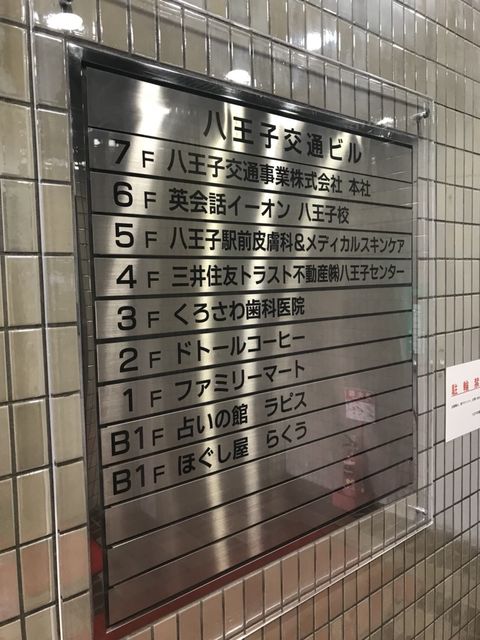 八王子交通ビル
7F 八王子交通事業株式会社 本社
6F 英会話イーオン 八王子校
5F 八王子駅前皮膚科&メディカルスキンケア
4F 三井住友トラスト不動産㈱八王子センター
3F くろさわ歯科医院
2F ドトールコーヒー
1F ファミリーマート
B1F 占いの館 ラピス
B1F ほぐし屋 らくう
駐輪禁